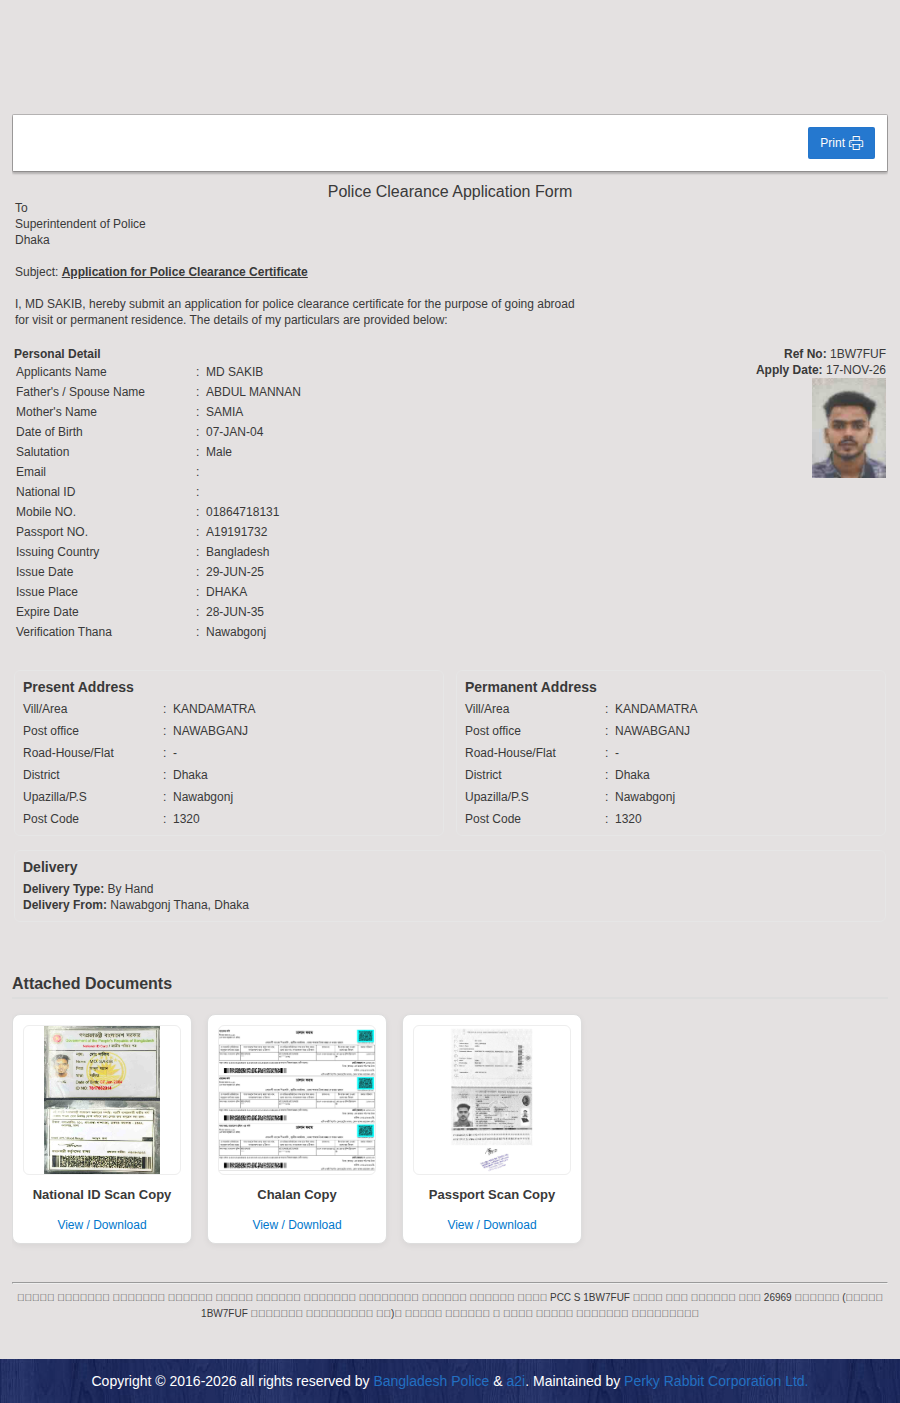 Print
Police Clearance Application Form
To
Superintendent of Police
Dhaka
Subject: Application for Police Clearance Certificate
I, MD SAKIB, hereby submit an application for police clearance certificate for the purpose of going abroad
for visit or permanent residence. The details of my particulars are provided below:
Personal Detail
Ref No: 1BW7FUF
Apply Date: 17-NOV-26
Applicants Name : MD SAKIB
Father's / Spouse Name : ABDUL MANNAN
Mother's Name : SAMIA
Date of Birth : 07-JAN-04
Salutation : Male
Email :
National ID :
Mobile NO. : 01864718131
Passport NO. : A19191732
Issuing Country : Bangladesh
Issue Date : 29-JUN-25
Issue Place : DHAKA
Expire Date : 28-JUN-35
Verification Thana : Nawabgonj
Present Address
Vill/Area : KANDAMATRA
Post office : NAWABGANJ
Road-House/Flat : -
District : Dhaka
Upazilla/P.S : Nawabgonj
Post Code : 1320
Permanent Address
Vill/Area : KANDAMATRA
Post office : NAWABGANJ
Road-House/Flat : -
District : Dhaka
Upazilla/P.S : Nawabgonj
Post Code : 1320
Delivery
Delivery Type: By Hand
Delivery From: Nawabgonj Thana, Dhaka
Attached Documents
National ID Scan Copy
View / Download
Chalan Copy
View / Download
Passport Scan Copy
View / Download
PCC S 1BW7FUF 26969 (
1BW7FUF )
Copyright © 2016-2026 all rights reserved by Bangladesh Police & a2i. Maintained by Perky Rabbit Corporation Ltd.